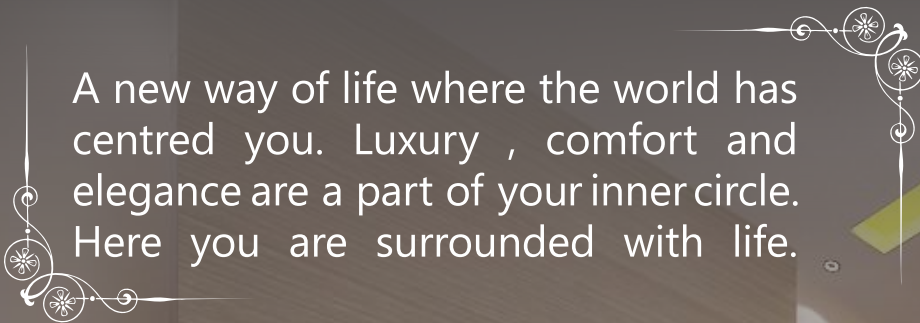 A new way of life where the world has
centred you. Luxury , comfort and
elegance are a part of your inner circle.
Here you are surrounded with life.